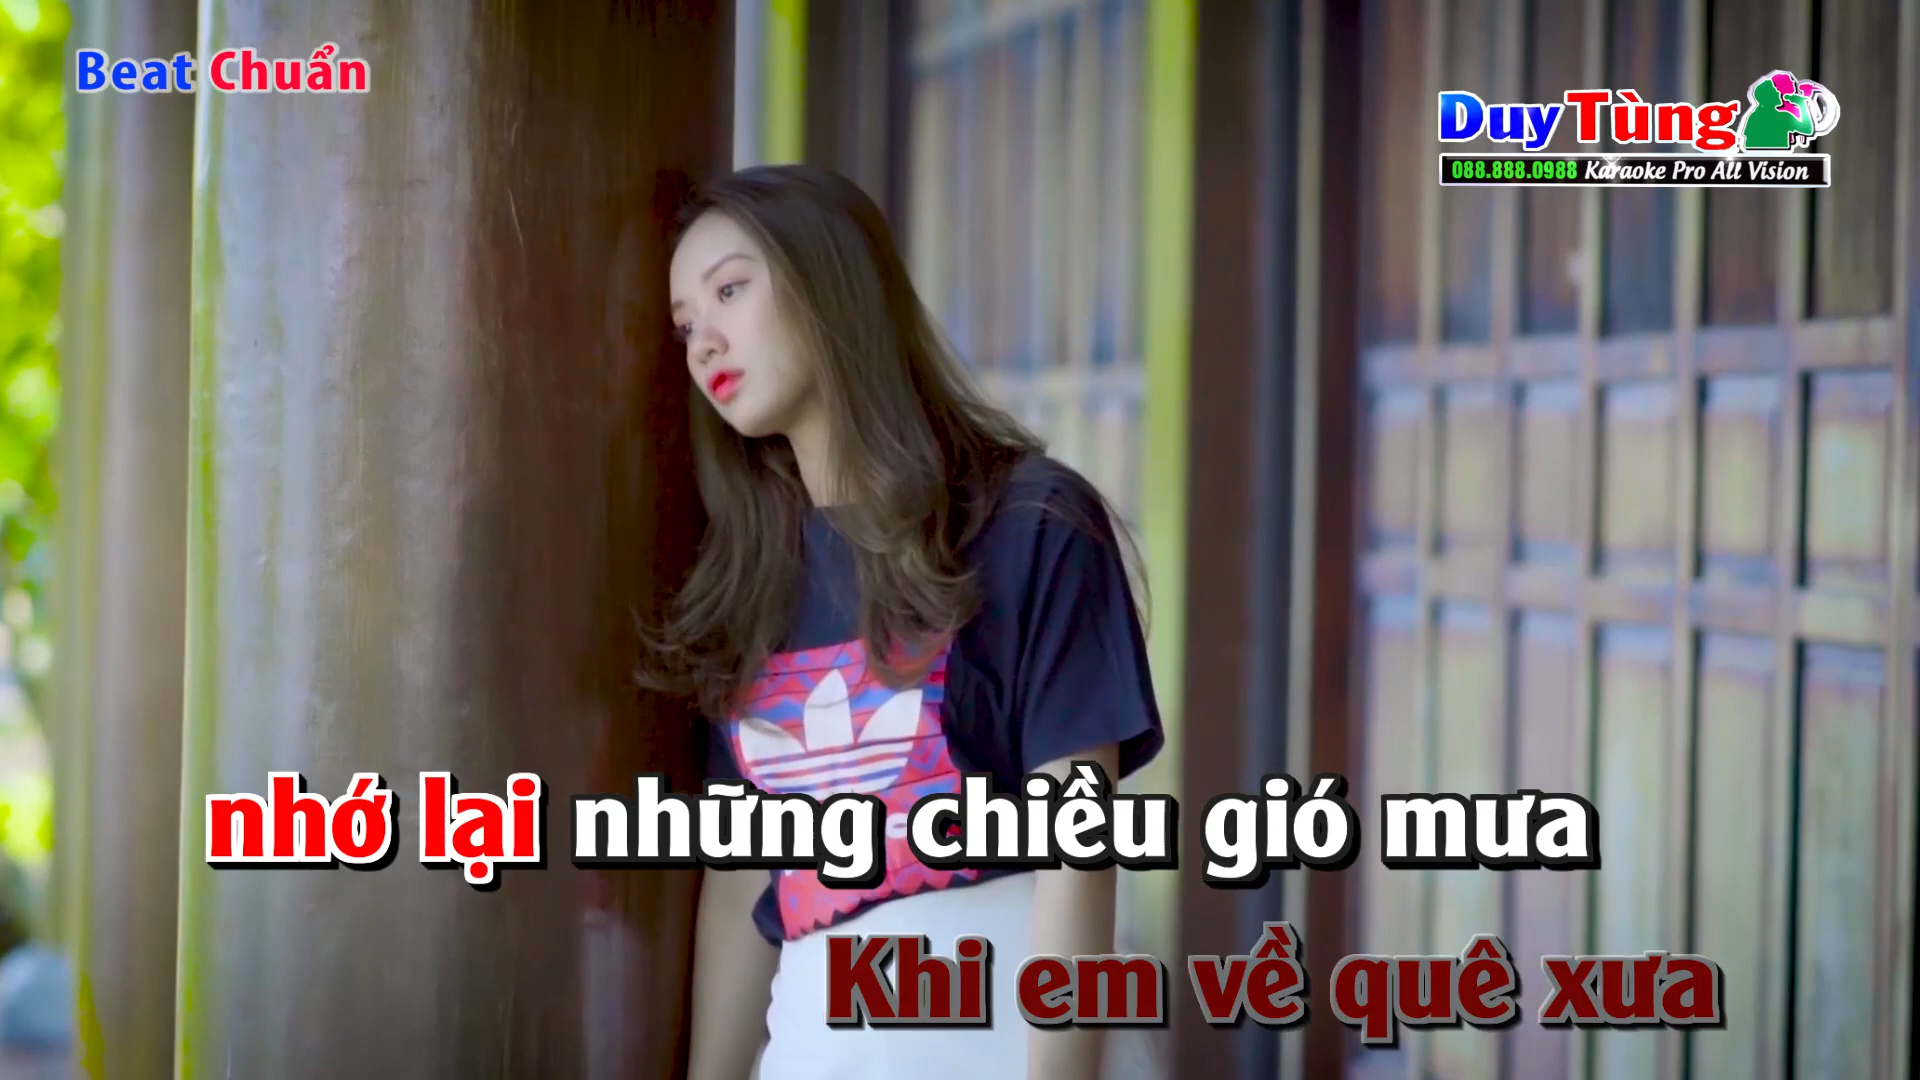 Beat Chuẩn
Duy Tùng
088.888.0988 Karaoke Pro All Vision
nhớ lại những chiều gió mưa
Khi em về quê xưa